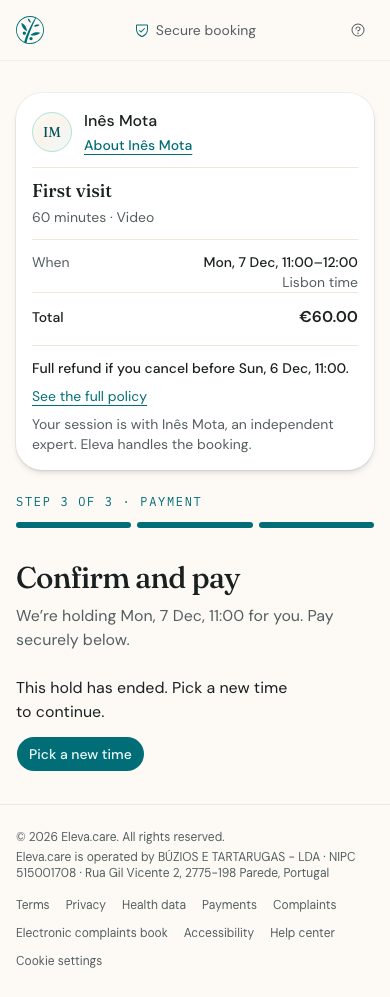 Secure booking
IM
Inês Mota
About Inês Mota
First visit
60 minutes · Video
When
Mon, 7 Dec, 11:00–12:00
Lisbon time
Total
€60.00
Full refund if you cancel before Sun, 6 Dec, 11:00.
See the full policy
Your session is with Inês Mota, an independent
expert. Eleva handles the booking.
STEP 3 OF 3 · PAYMENT
Confirm and pay
We’re holding Mon, 7 Dec, 11:00 for you. Pay
securely below.
This hold has ended. Pick a new time
to continue.
Pick a new time
© 2026 Eleva.care. All rights reserved.
Eleva.care is operated by BÚZIOS E TARTARUGAS - LDA · NIPC
515001708 · Rua Gil Vicente 2, 2775-198 Parede, Portugal
Terms Privacy Health data Payments Complaints
Electronic complaints book Accessibility Help center
Cookie settings